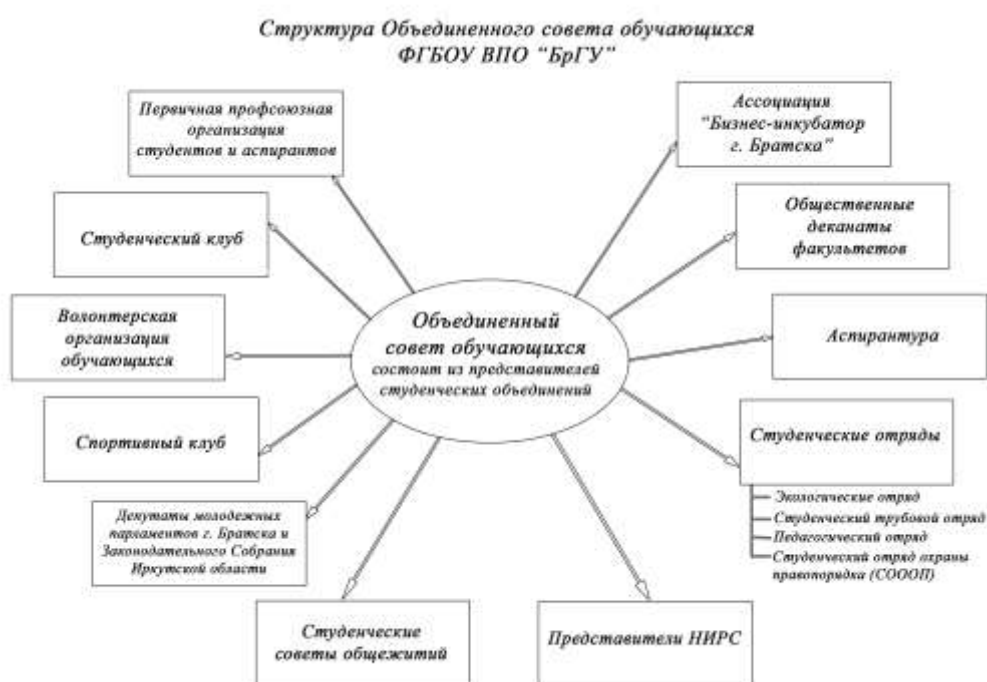 Структура Объединенного совета обучающихся
ФГБОУ ВПО "БрГУ"
Первичная профсоюзная
организация
студентов и аспирантов
Ассоциация
"Бизнес-инкубатор
г. Братска"
Студенческий клуб
Общественные
деканаты
факультетов
Волонтерская
организация
обучающихся
Объединенный
совет обучающихся
состоит из представителей
студенческих объединений
Аспирантура
Спортивный клуб
Студенческие отряды
Экологические отряд
Студенческий трубовой отряд
Педагогический отряд
Студенческий отряд охраны
правопорядка (СОООП)
Депутаты молодежных
парламентов г. Братска и
Законодательного Собрания
Иркутской области
Студенческие
советы общежитий
Представители НИРС